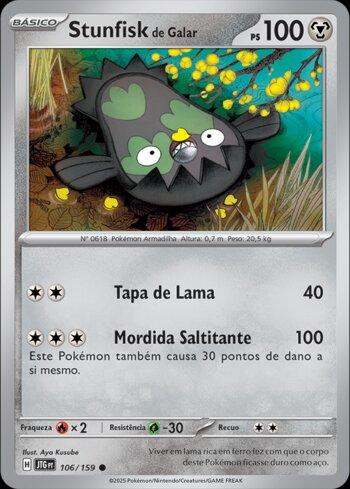 BÁSICO
Stunfisk de Galar
PS 100
Nº 0618 Pokémon Armadilha Altura: 0,7 m Peso: 20,5 kg
Tapa de Lama 40
Mordida Saltitante 100
Este Pokémon também causa 30 pontos de dano a
si mesmo.
Fraqueza × 2 Resistência -30 Recuo
Ilust. Aya Kusube
H JTG PT 106/159
Viver em lama rica em ferro fez com que o corpo
deste Pokémon ficasse duro como aço.
©2025 Pokémon/Nintendo/Creatures/GAME FREAK